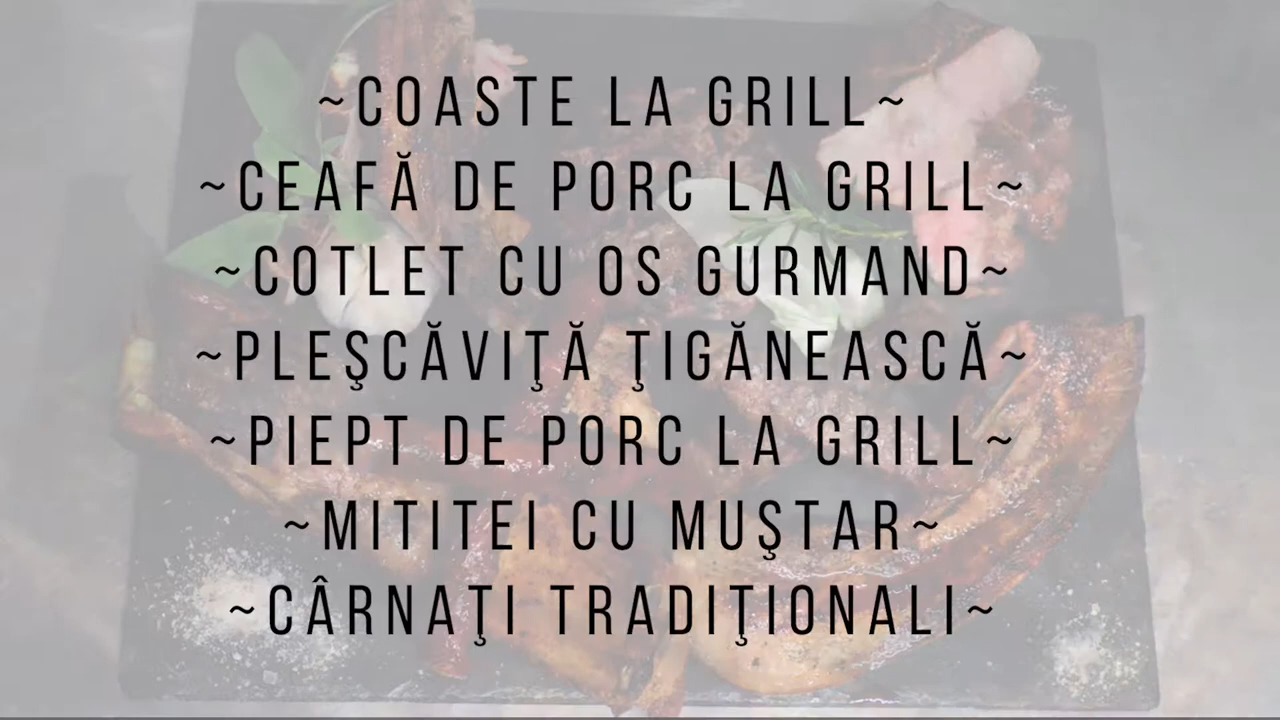 ~COASTE LA GRILL~
~CEAFĂ DE PORC LA GRILL~
~COTLET CU OS GURMAND~
~PLEŞCĂVIŢĂ ŢIGĂNEASCĂ~
~PIEPT DE PORC LA GRILL~
~MITITEI CU MUŞTAR~
~CÂRNAŢI TRADIŢIONALI~